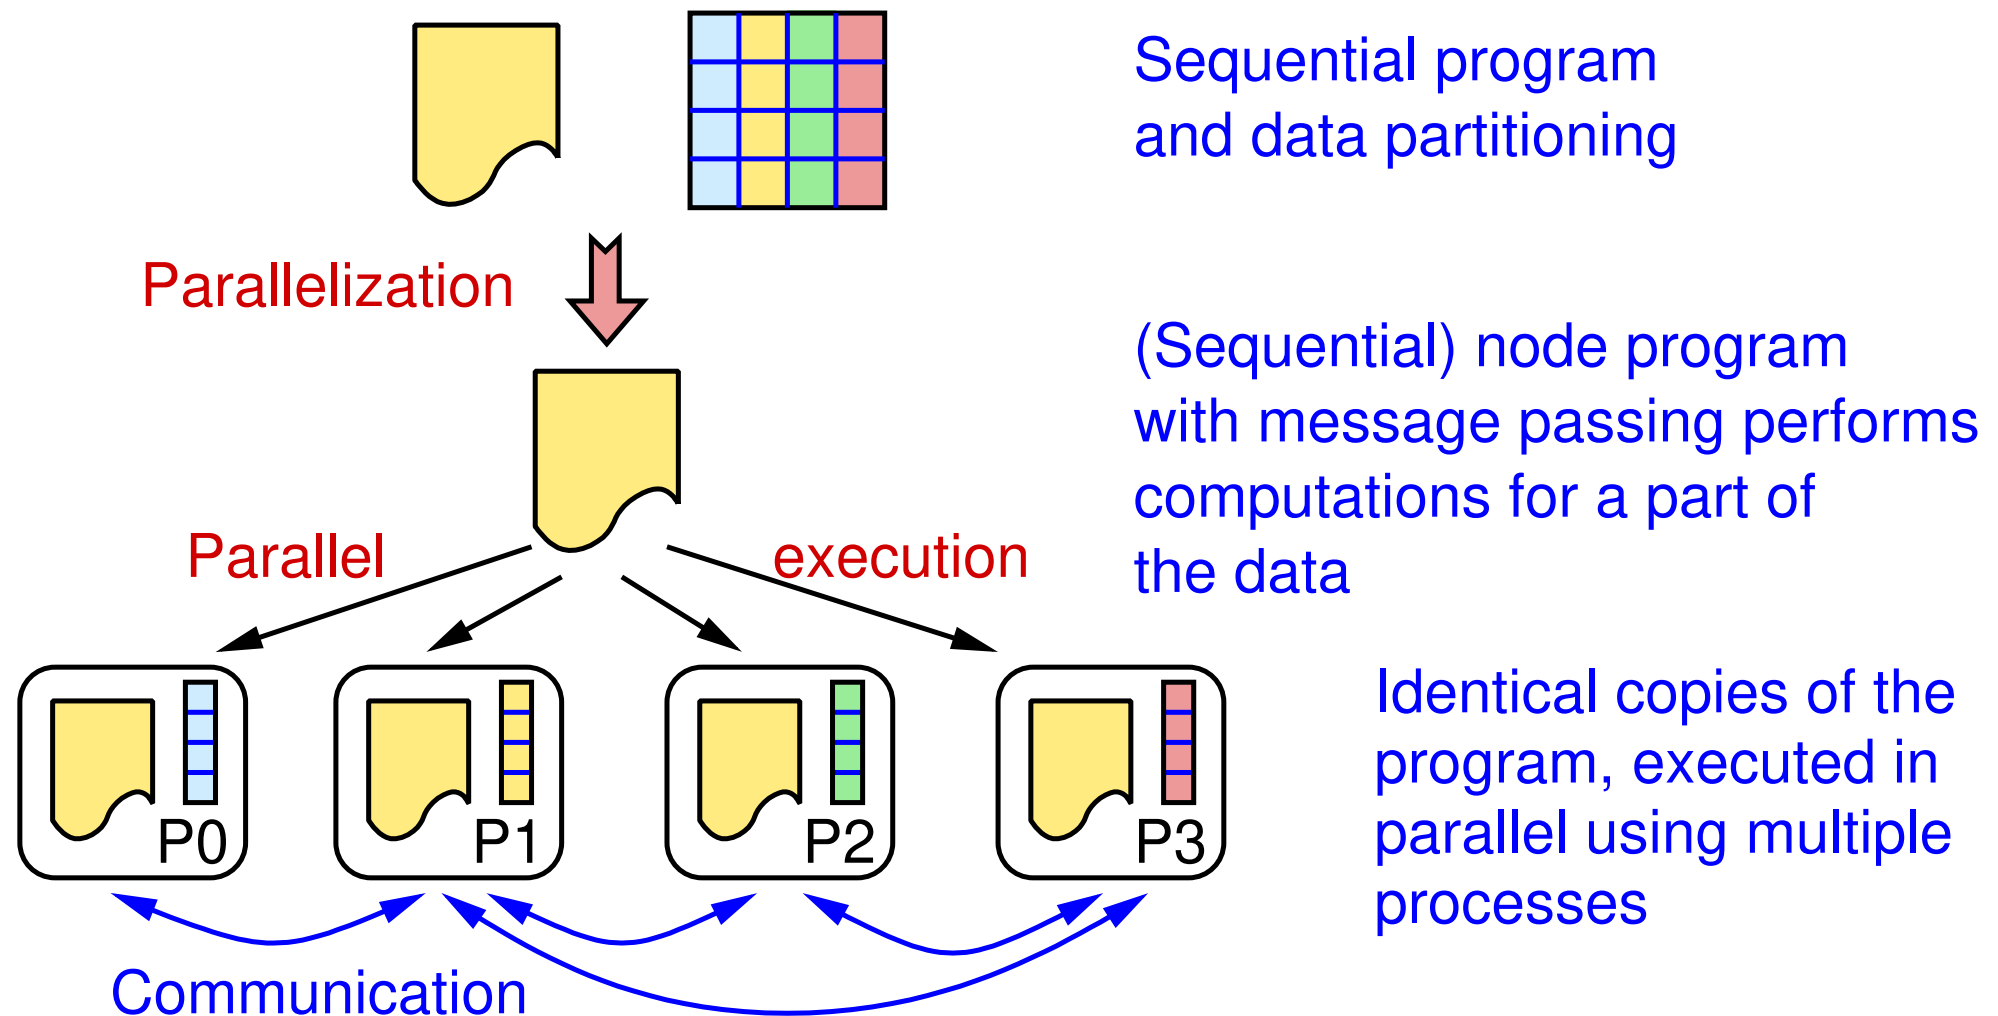 Sequential program
and data partitioning
Parallelization
(Sequential) node program
with message passing performs
computations for a part of
the data
Parallel execution
Identical copies of the
program, executed in
parallel using multiple
processes
P0 P1 P2 P3
Communication